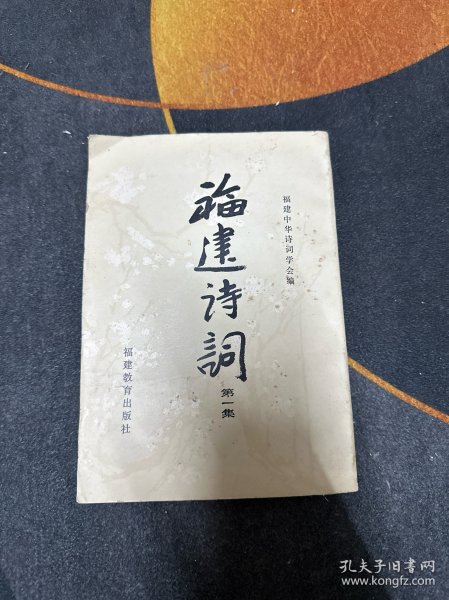 福建中华诗词学会编
福建诗詞
第一集
福建教育出版社
孔夫子旧书网
www.kongfz.com